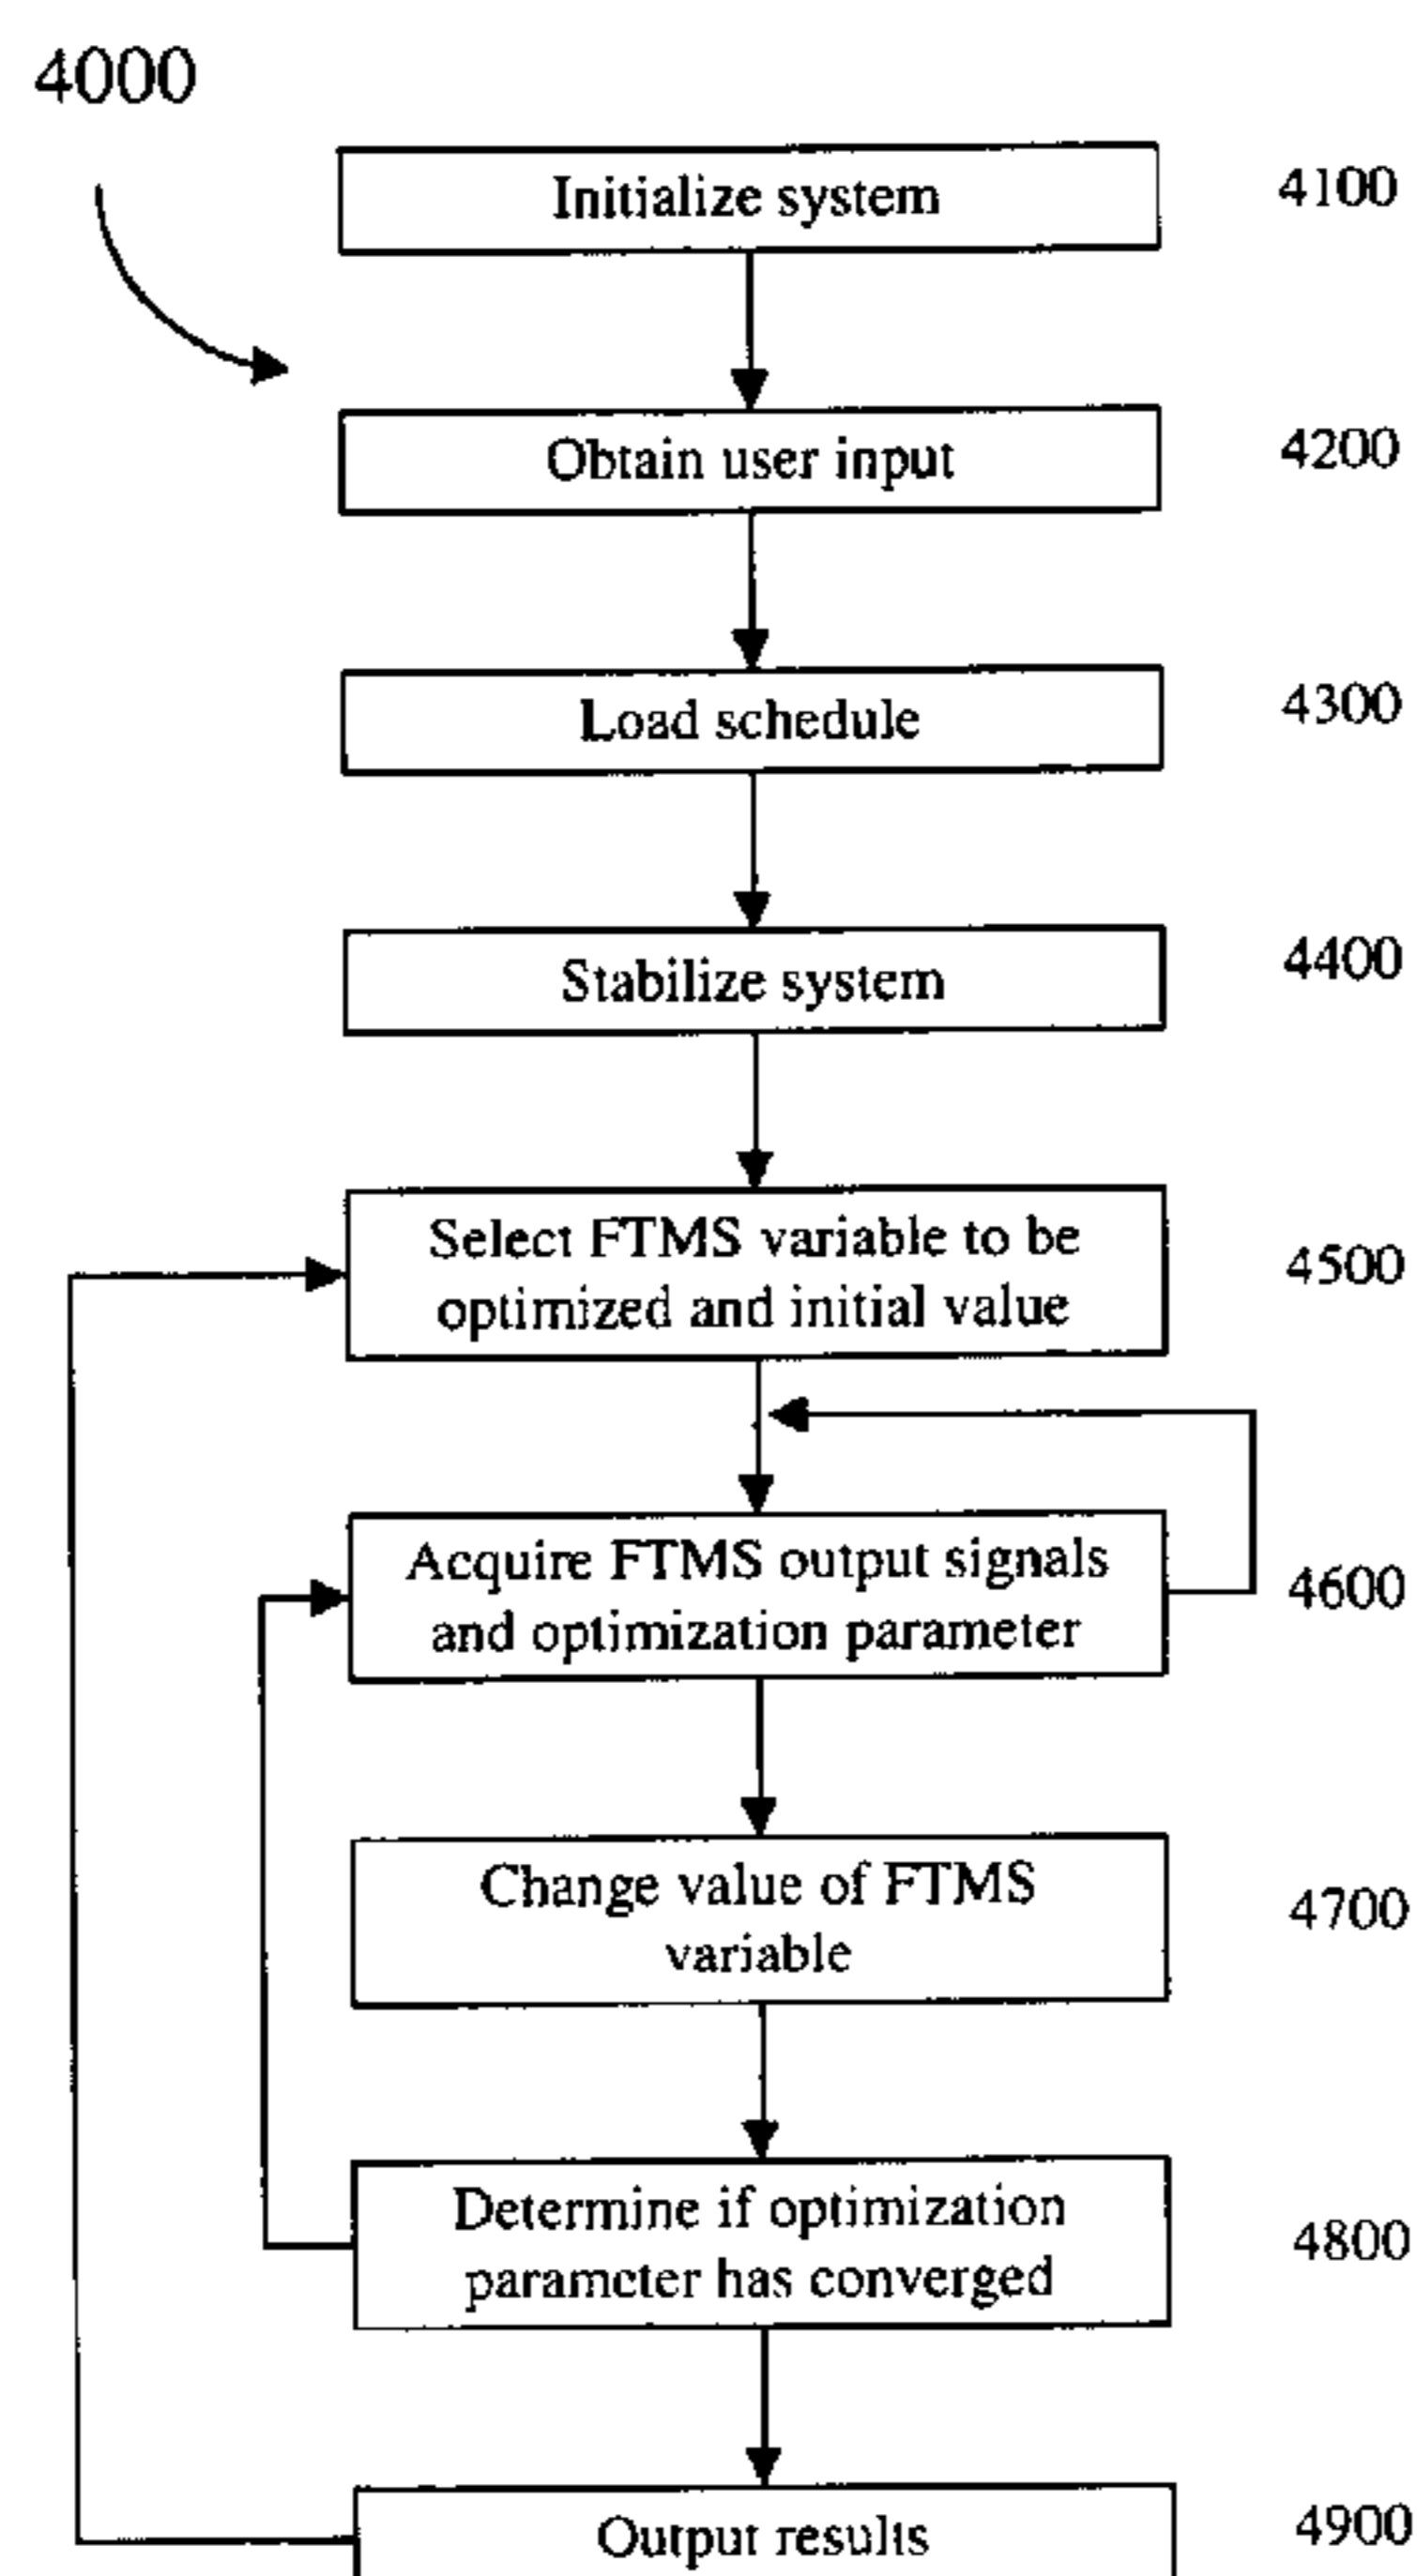 4000
Initialize system
4100
Obtain user input
4200
Load schedule
4300
Stabilize system
4400
Select FTMS variable to be
optimized and initial value
4500
Acquire FTMS output signals
and optimization parameter
4600
Change value of FTMS
variable
4700
Determine if optimization
parameter has converged
4800
Output results
4900